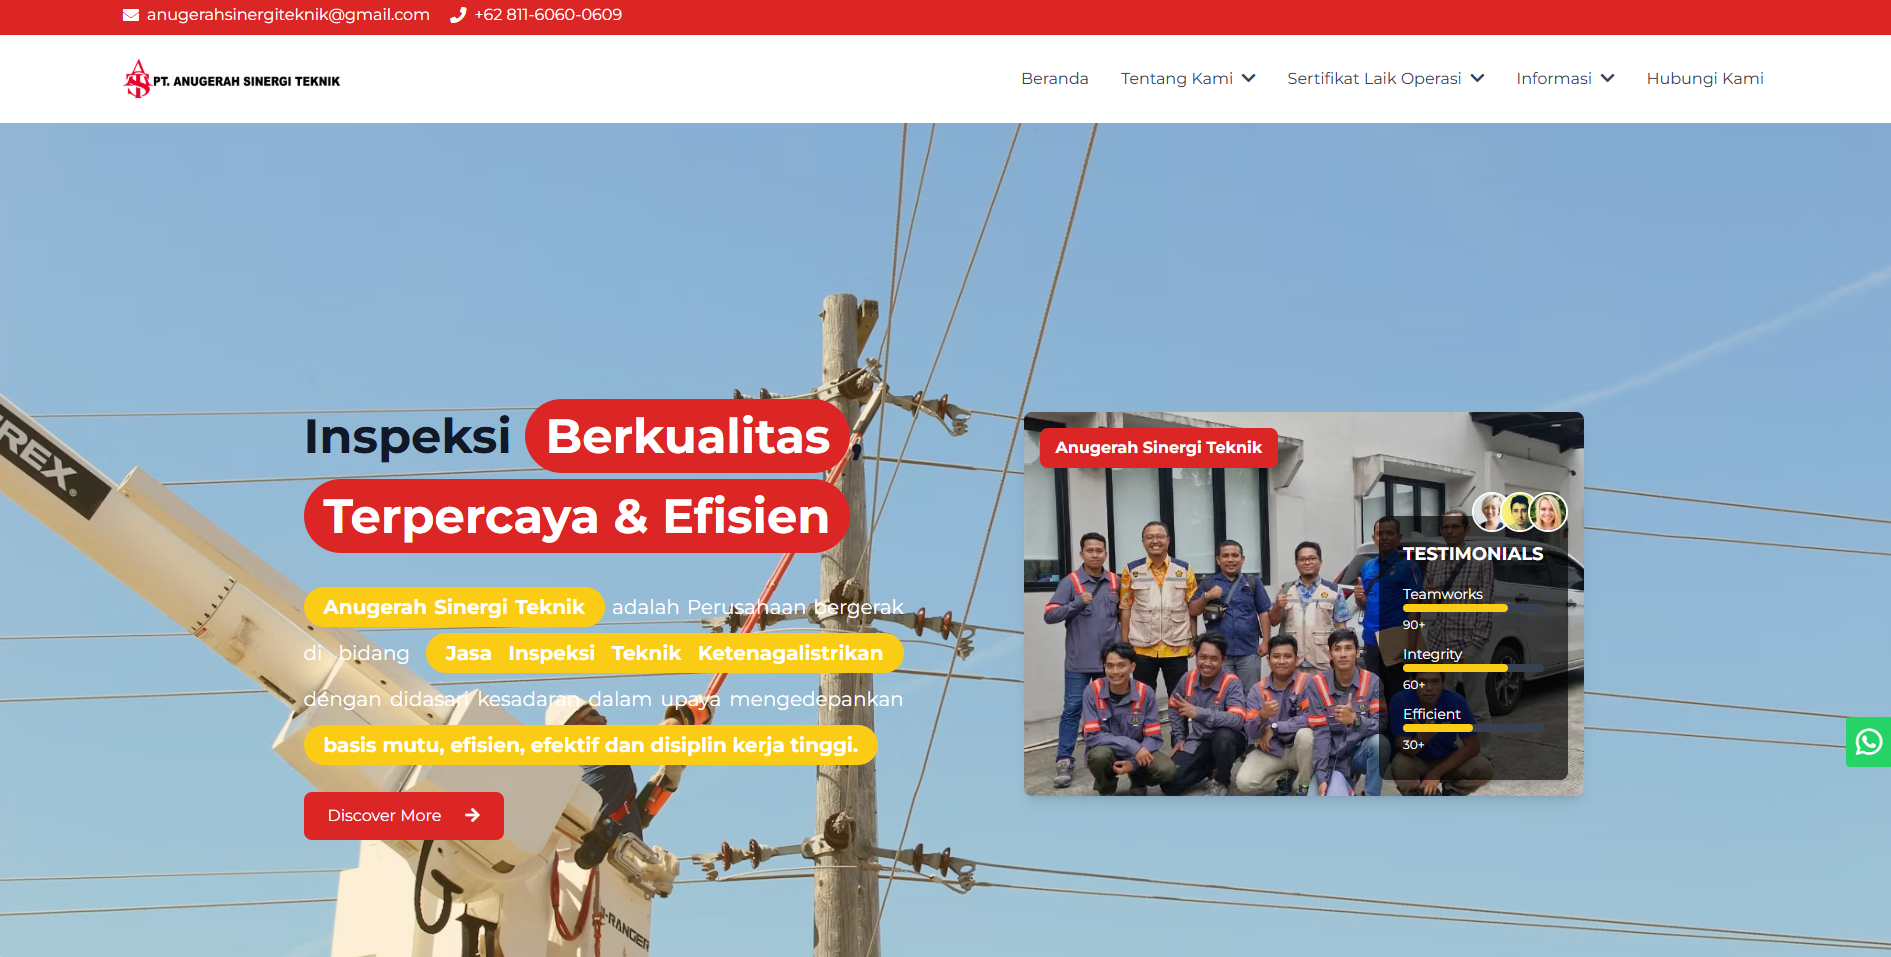 anugerahsinergiteknik@gmail.com +62 811-6060-0609
PT. ANUGERAH SINERGI TEKNIK
Beranda Tentang Kami Sertifikat Laik Operasi Informasi Hubungi Kami
Inspeksi Berkualitas,
Terpercaya & Efisien
Anugerah Sinergi Teknik adalah Perusahaan bergerak
di bidang Jasa Inspeksi Teknik Ketenagalistrikan
dengan didasari kesadaran dalam upaya mengedepankan
basis mutu, efisien, efektif dan disiplin kerja tinggi.
Discover More
Anugerah Sinergi Teknik
TESTIMONIALS
Teamworks
90+
Integrity
60+
Efficient
30+
REX
I-RANGER